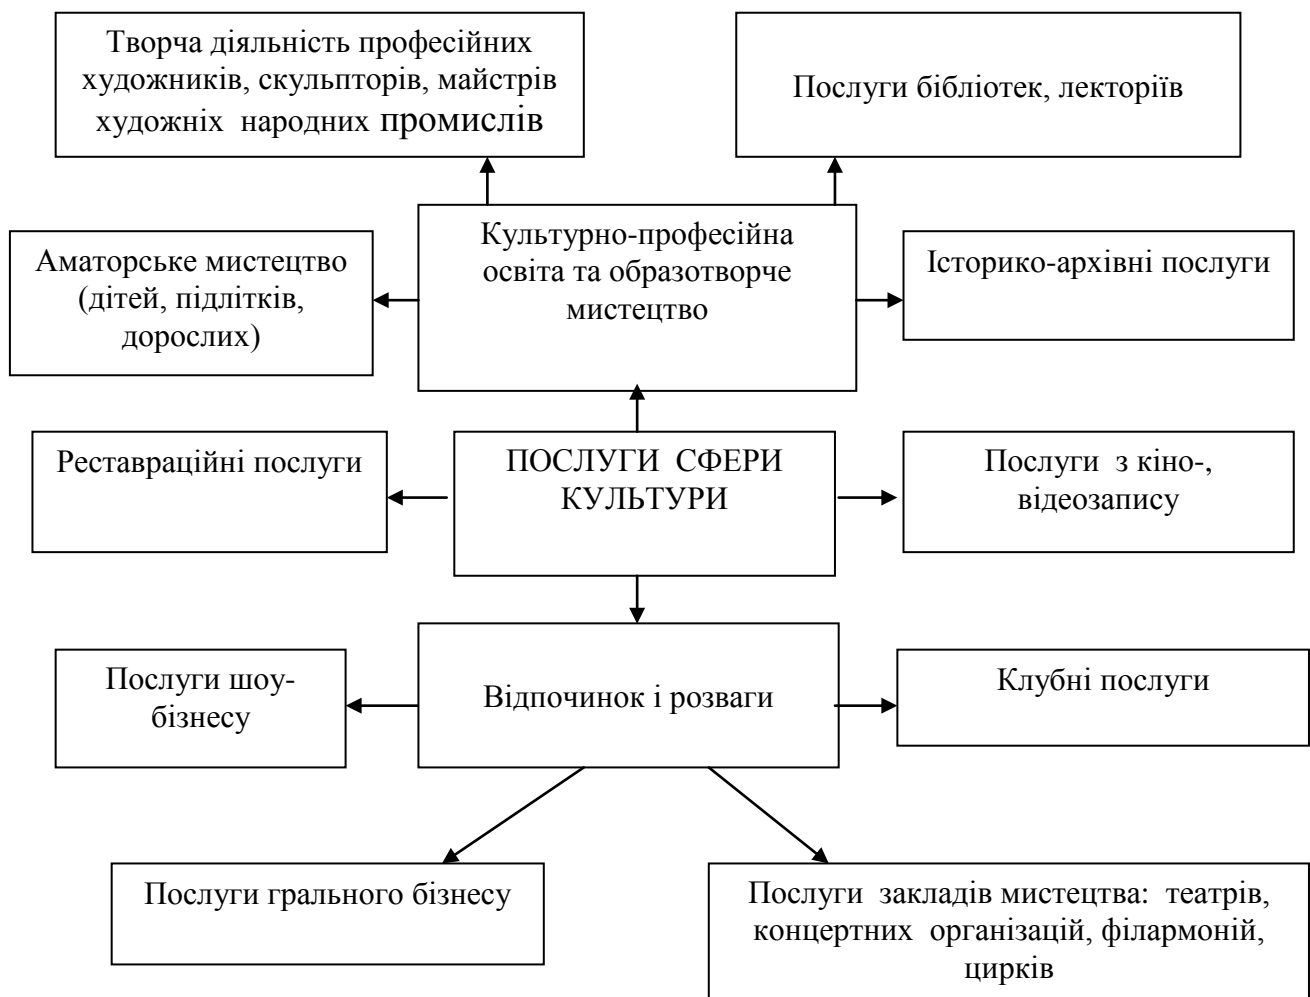 Творча діяльність професійних
художників, скульпторів, майстрів
художніх народних промислів
Послуги бібліотек, лекторіїв
Культурно-професійна
освіта та образотворче
мистецтво
Аматорське мистецтво
(дітей, підлітків,
дорослих)
Історико-архівні послуги
Реставраційні послуги
ПОСЛУГИ СФЕРИ
КУЛЬТУРИ
Послуги з кіно-,
відеозапису
Послуги шоу-
бізнесу
Відпочинок і розваги
Клубні послуги
Послуги грального бізнесу
Послуги закладів мистецтва: театрів,
концертних організацій, філармоній,
цирків